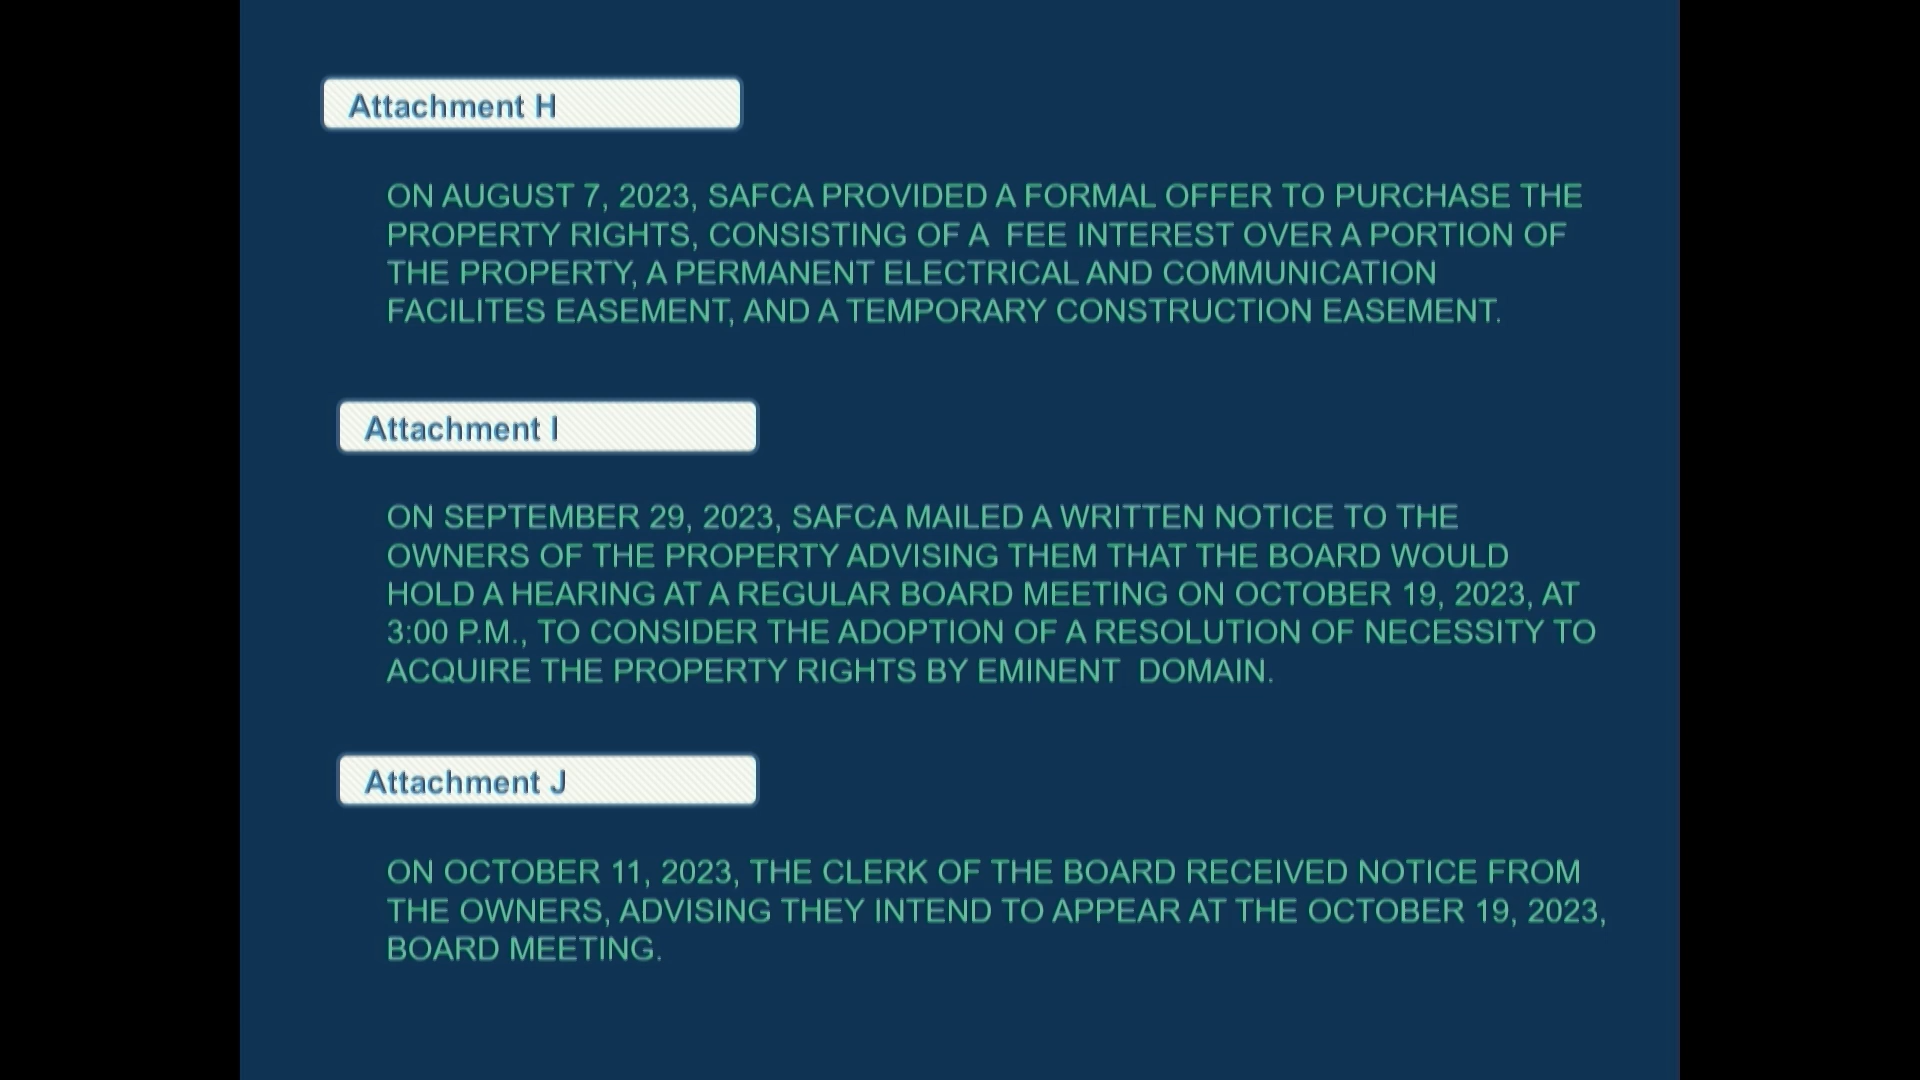 Attachment H
ON AUGUST 7, 2023, SAFCA PROVIDED A FORMAL OFFER TO PURCHASE THE
PROPERTY RIGHTS, CONSISTING OF A  FEE INTEREST OVER A PORTION OF
THE PROPERTY, A PERMANENT ELECTRICAL AND COMMUNICATION
FACILITES EASEMENT, AND A TEMPORARY CONSTRUCTION EASEMENT.
Attachment I
ON SEPTEMBER 29, 2023, SAFCA MAILED A WRITTEN NOTICE TO THE
OWNERS OF THE PROPERTY ADVISING THEM THAT THE BOARD WOULD
HOLD A HEARING AT A REGULAR BOARD MEETING ON OCTOBER 19, 2023, AT
3:00 P.M., TO CONSIDER THE ADOPTION OF A RESOLUTION OF NECESSITY TO
ACQUIRE THE PROPERTY RIGHTS BY EMINENT  DOMAIN.
Attachment J
ON OCTOBER 11, 2023, THE CLERK OF THE BOARD RECEIVED NOTICE FROM
THE OWNERS, ADVISING THEY INTEND TO APPEAR AT THE OCTOBER 19, 2023,
BOARD MEETING.